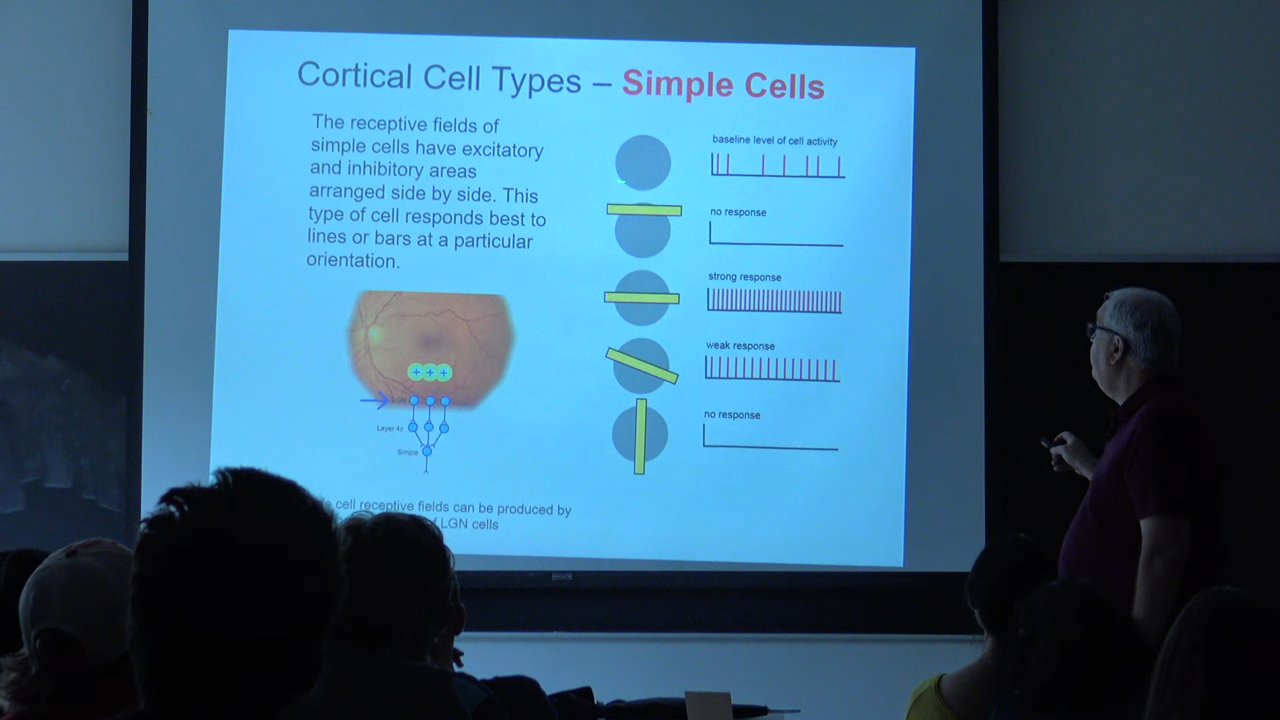 Cortical Cell Types – Simple Cells
The receptive fields of
simple cells have excitatory
and inhibitory areas
arranged side by side. This
type of cell responds best to
lines or bars at a particular
orientation.
baseline level of cell activity
no response
strong response
weak response
no response
+ + +
LGN
Layer 4c
Simple
cell receptive fields can be produced by
LGN cells